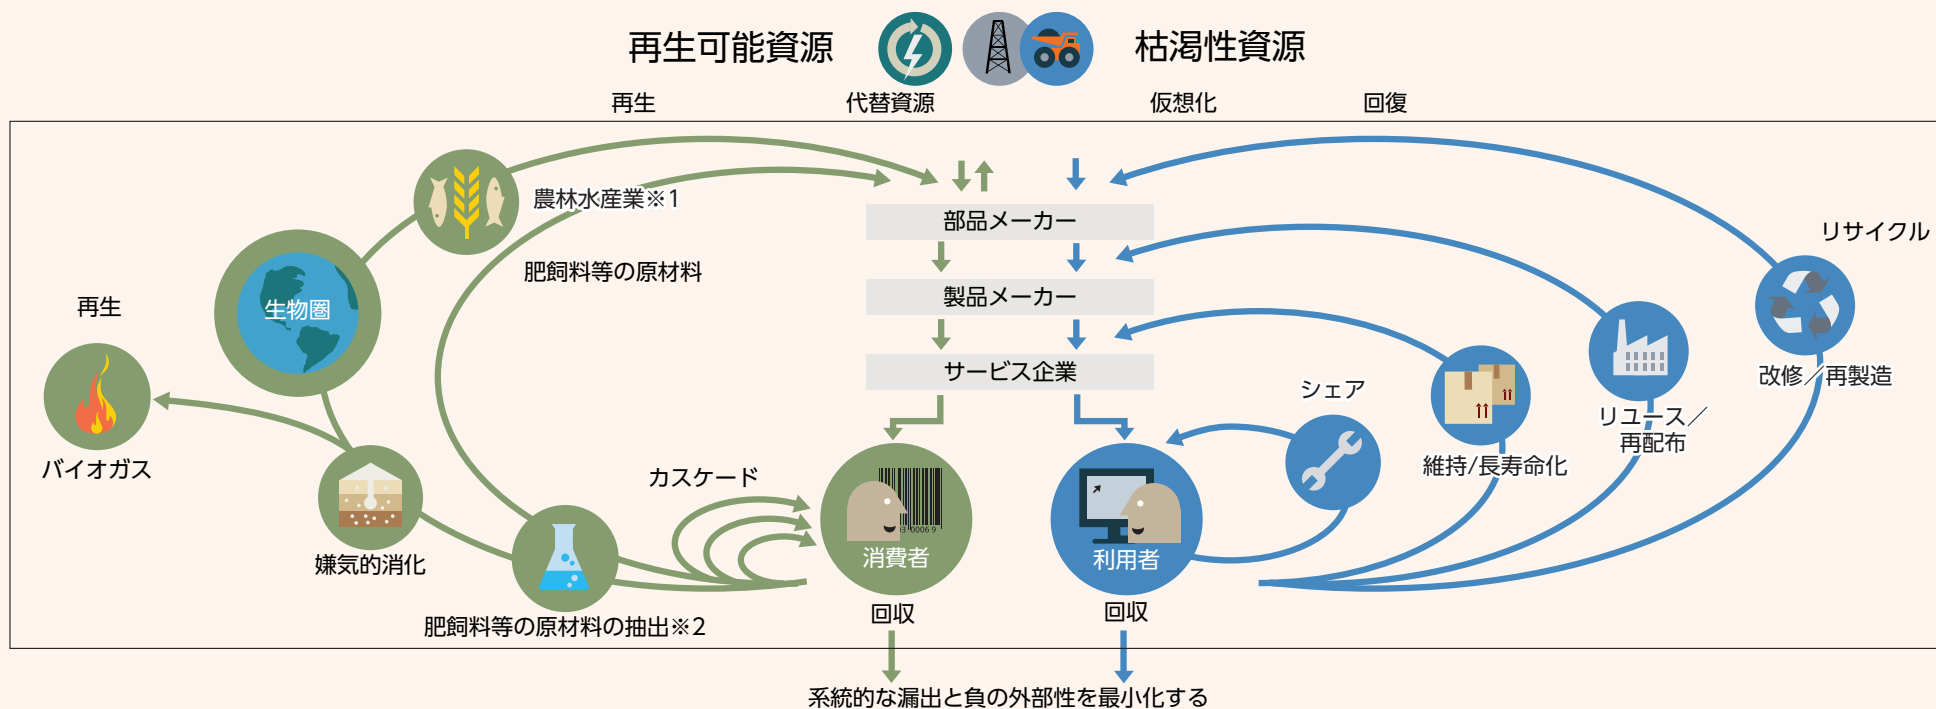 再生可能資源
枯渇性資源
再生
代替資源
仮想化
回復
農林水産業※1
肥飼料等の原材料
部品メーカー
製品メーカー
サービス企業
リサイクル
再生
生物圏
バイオガス
嫌気的消化
カスケード
シェア
維持/長寿命化
リユース／
再配布
改修／再製造
消費者
利用者
肥飼料等の原材料の抽出※2
回収
回収
系統的な漏出と負の外部性を最小化する